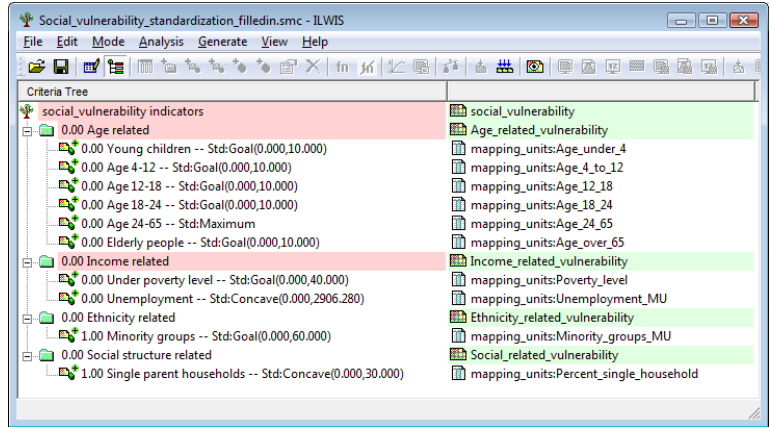 Social_vulnerability_standardization_filledin.smc - ILWIS
File Edit Mode Analysis Generate View Help
fn
Criteria Tree
social_vulnerability indicators social_vulnerability
0.00 Age related Age_related_vulnerability
0.00 Young children -- Std:Goal(0.000,10.000) mapping_units:Age_under_4
0.00 Age 4-12 -- Std:Goal(0.000,10.000) mapping_units:Age_4_to_12
0.00 Age 12-18 -- Std:Goal(0.000,10.000) mapping_units:Age_12_18
0.00 Age 18-24 -- Std:Goal(0.000,10.000) mapping_units:Age_18_24
0.00 Age 24-65 -- Std:Maximum mapping_units:Age_24_65
0.00 Elderly people -- Std:Goal(0.000,10.000) mapping_units:Age_over_65
0.00 Income related Income_related_vulnerability
0.00 Under poverty level -- Std:Goal(0.000,40.000) mapping_units:Poverty_level
0.00 Unemployment -- Std:Concave(0.000,2906.280) mapping_units:Unemployment_MU
0.00 Ethnicity related Ethnicity_related_vulnerability
1.00 Minority groups -- Std:Goal(0.000,60.000) mapping_units:Minority_groups_MU
0.00 Social structure related Social_related_vulnerability
1.00 Single parent households -- Std:Concave(0.000,30.000) mapping_units:Percent_single_household